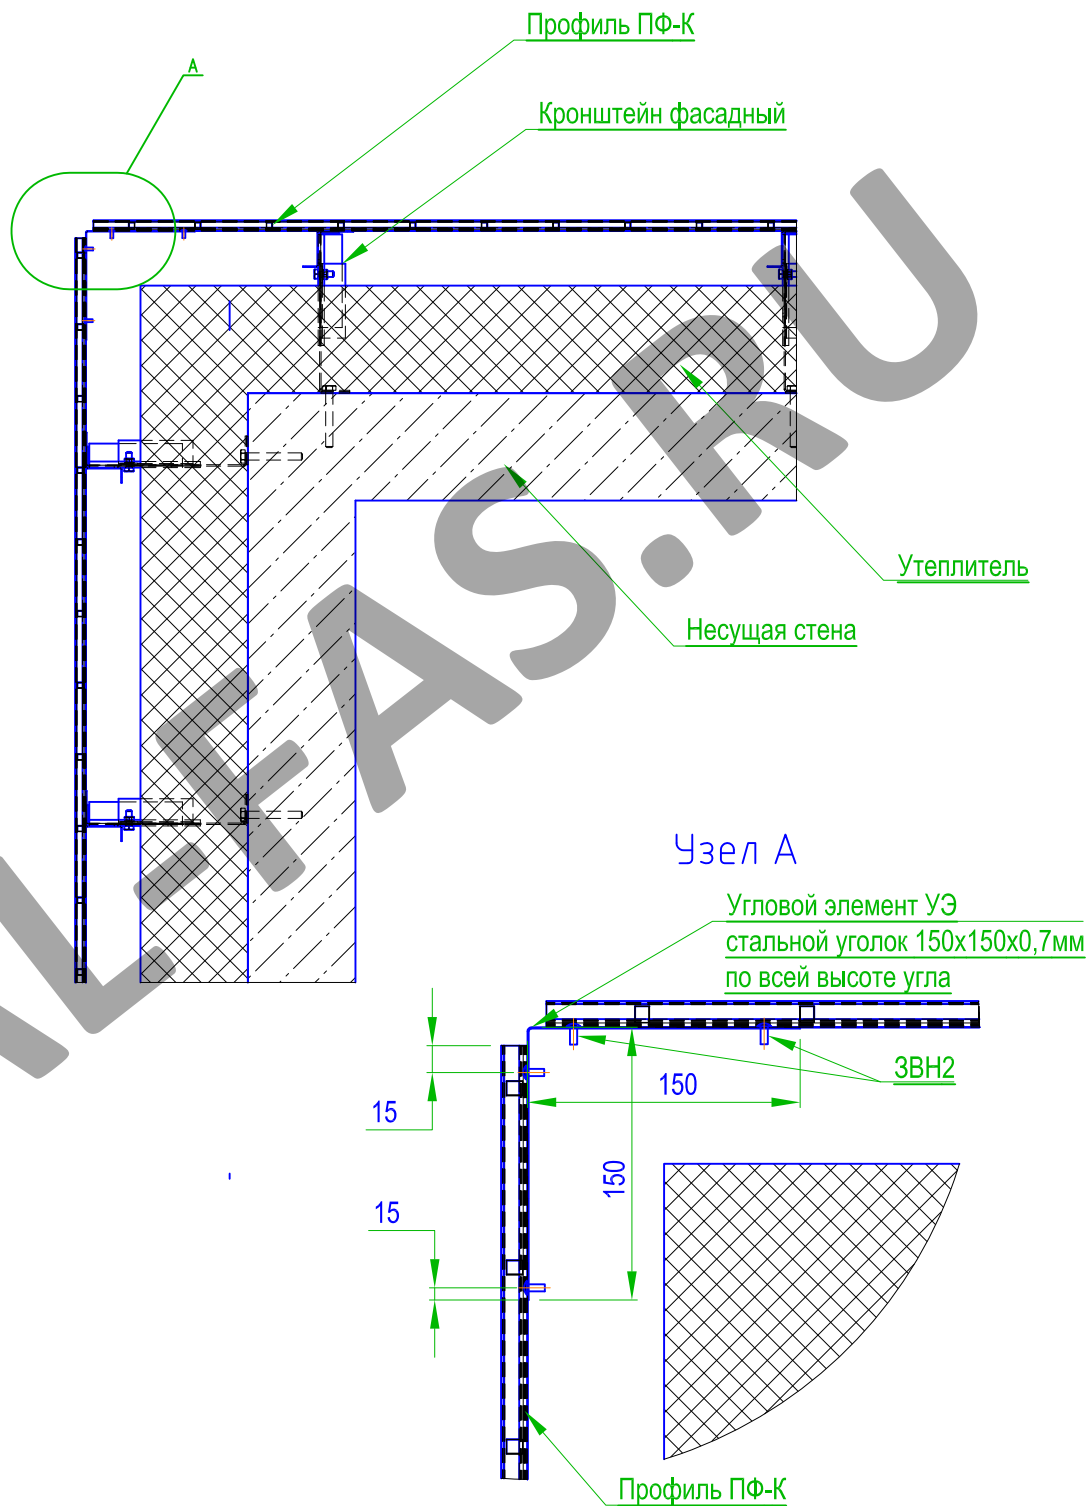 Профиль ПФ-К
А
Кронштейн фасадный
Утеплитель
Несущая стена
Узел А
Угловой элемент УЭ
стальной уголок 150х150х0,7мм
по всей высоте угла
ЗВН2
150
15
150
15
Профиль ПФ-К
L-FAS.RU